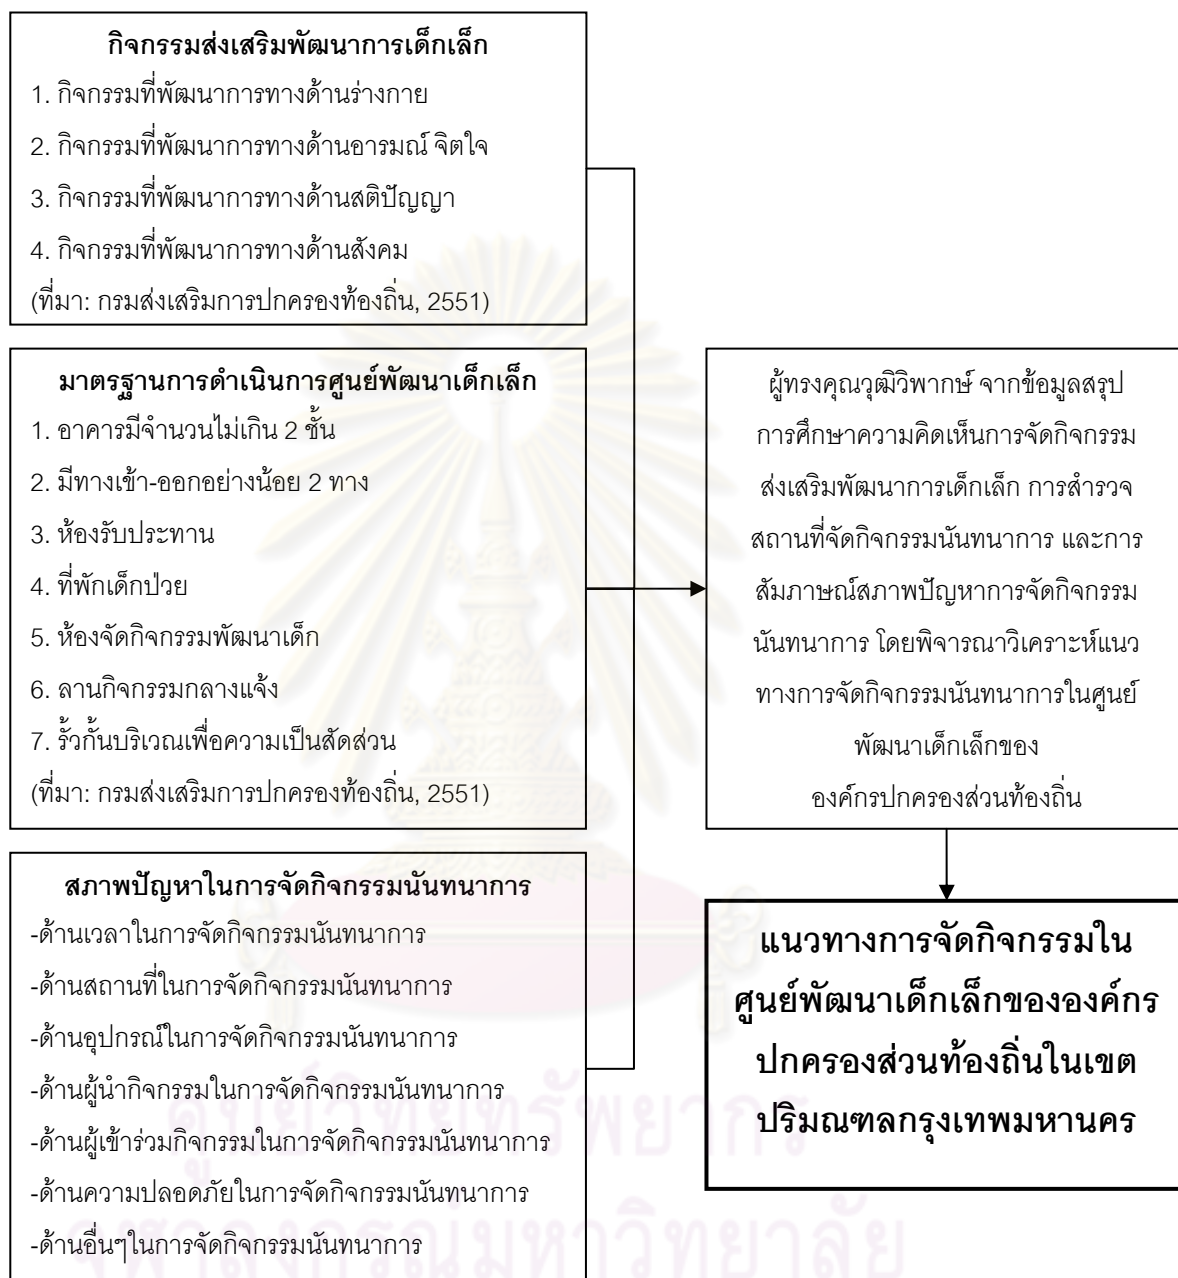 กิจกรรมส่งเสริมพัฒนาการเด็กเล็ก
1. กิจกรรมที่พัฒนาการทางด้านร่างกาย
2. กิจกรรมที่พัฒนาการทางด้านอารมณ์ จิตใจ
3. กิจกรรมที่พัฒนาการทางด้านสติปัญญา
4. กิจกรรมที่พัฒนาการทางด้านสังคม
(ที่มา: กรมส่งเสริมการปกครองท้องถิ่น, 2551)
มาตรฐานการดำเนินการศูนย์พัฒนาเด็กเล็ก
1. อาคารมีจำนวนไม่เกิน 2 ชั้น
2. มีทางเข้า-ออกอย่างน้อย 2 ทาง
3. ห้องรับประทาน
4. ที่พักเด็กป่วย
5. ห้องจัดกิจกรรมพัฒนาเด็ก
6. ลานกิจกรรมกลางแจ้ง
7. รั้วกั้นบริเวณเพื่อความเป็นสัดส่วน
(ที่มา: กรมส่งเสริมการปกครองท้องถิ่น, 2551)
สภาพปัญหาในการจัดกิจกรรมนันทนาการ
-ด้านเวลาในการจัดกิจกรรมนันทนาการ
-ด้านสถานที่ในการจัดกิจกรรมนันทนาการ
-ด้านอุปกรณ์ในการจัดกิจกรรมนันทนาการ
-ด้านผู้นำกิจกรรมในการจัดกิจกรรมนันทนาการ
-ด้านผู้เข้าร่วมกิจกรรมในการจัดกิจกรรมนันทนาการ
-ด้านความปลอดภัยในการจัดกิจกรรมนันทนาการ
-ด้านอื่นๆในการจัดกิจกรรมนันทนาการ
ผู้ทรงคุณวุฒิวิพากษ์ จากข้อมูลสรุป
การศึกษาความคิดเห็นการจัดกิจกรรม
ส่งเสริมพัฒนาการเด็กเล็ก การสำรวจ
สถานที่จัดกิจกรรมนันทนาการ และการ
สัมภาษณ์สภาพปัญหาการจัดกิจกรรม
นันทนาการ โดยพิจารณาวิเคราะห์แนว
ทางการจัดกิจกรรมนันทนาการในศูนย์
พัฒนาเด็กเล็กของ
องค์กรปกครองส่วนท้องถิ่น
แนวทางการจัดกิจกรรมใน
ศูนย์พัฒนาเด็กเล็กขององค์กร
ปกครองส่วนท้องถิ่นในเขต
ปริมณฑลกรุงเทพมหานคร
ศูนย์วิทยทรัพยากร
จุฬาลงกรณ์มหาวิทยาลัย